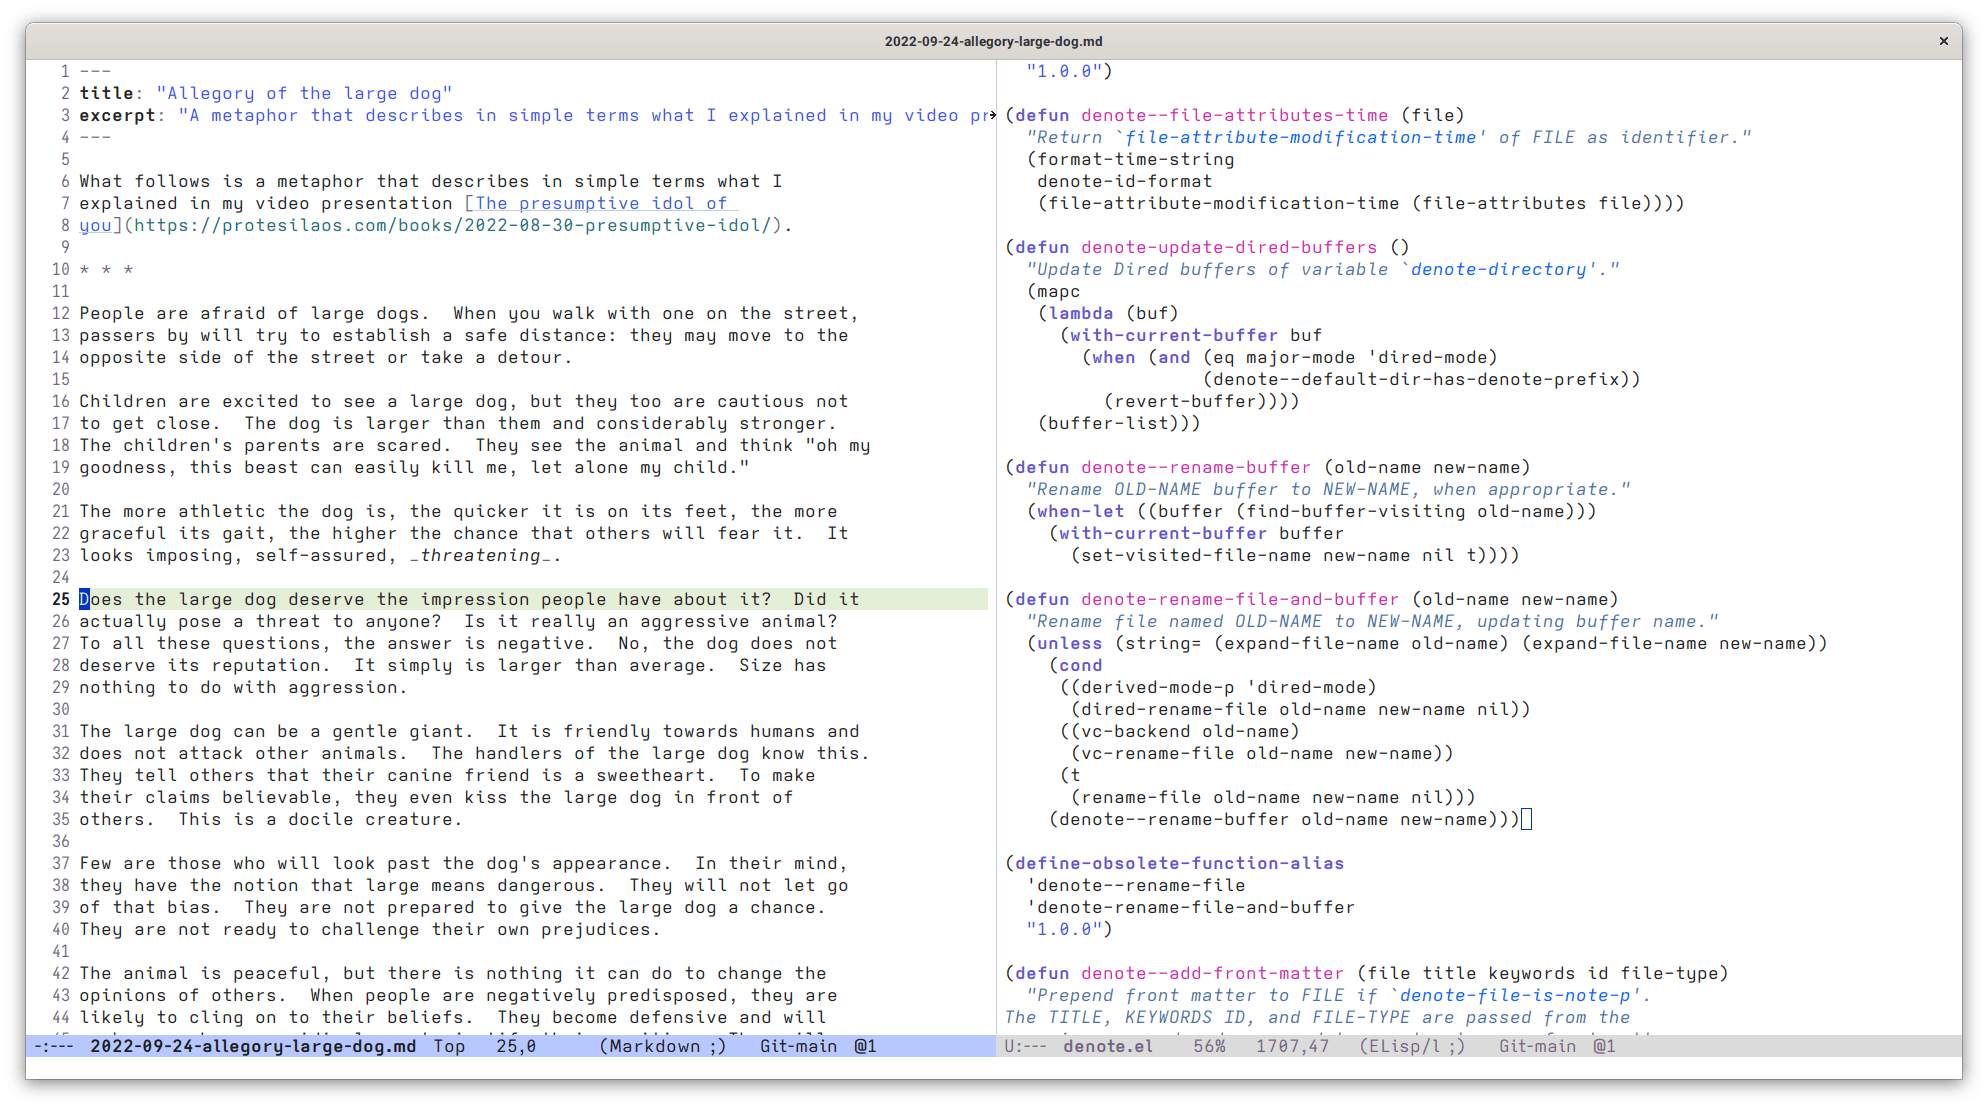 2022-09-24-allegory-large-dog.md ×
1 ---
2 title: "Allegory of the large dog"
3 excerpt: "A metaphor that describes in simple terms what I explained in my video pr→
4 ---
5
6 What follows is a metaphor that describes in simple terms what I
7 explained in my video presentation [The presumptive idol of
8 you](https://protesilaos.com/books/2022-08-30-presumptive-idol/).
9
10 * * *
11
12 People are afraid of large dogs.  When you walk with one on the street,
13 passers by will try to establish a safe distance: they may move to the
14 opposite side of the street or take a detour.
15
16 Children are excited to see a large dog, but they too are cautious not
17 to get close.  The dog is larger than them and considerably stronger.
18 The children's parents are scared.  They see the animal and think "oh my
19 goodness, this beast can easily kill me, let alone my child."
20
21 The more athletic the dog is, the quicker it is on its feet, the more
22 graceful its gait, the higher the chance that others will fear it.  It
23 looks imposing, self-assured, _threatening_.
24
25 Does the large dog deserve the impression people have about it?  Did it
26 actually pose a threat to anyone?  Is it really an aggressive animal?
27 To all these questions, the answer is negative.  No, the dog does not
28 deserve its reputation.  It simply is larger than average.  Size has
29 nothing to do with aggression.
30
31 The large dog can be a gentle giant.  It is friendly towards humans and
32 does not attack other animals.  The handlers of the large dog know this.
33 They tell others that their canine friend is a sweetheart.  To make
34 their claims believable, they even kiss the large dog in front of
35 others.  This is a docile creature.
36
37 Few are those who will look past the dog's appearance.  In their mind,
38 they have the notion that large means dangerous.  They will not let go
39 of that bias.  They are not prepared to give the large dog a chance.
40 They are not ready to challenge their own prejudices.
41
42 The animal is peaceful, but there is nothing it can do to change the
43 opinions of others.  When people are negatively predisposed, they are
44 likely to cling on to their beliefs.  They become defensive and will
-:---  2022-09-24-allegory-large-dog.md  Top  25,0  (Markdown ;)  Git-main  @1
  "1.0.0")

(defun denote--file-attributes-time (file)
  "Return `file-attribute-modification-time' of FILE as identifier."
  (format-time-string
   denote-id-format
   (file-attribute-modification-time (file-attributes file))))

(defun denote-update-dired-buffers ()
  "Update Dired buffers of variable `denote-directory'."
  (mapc
   (lambda (buf)
     (with-current-buffer buf
       (when (and (eq major-mode 'dired-mode)
                  (denote--default-dir-has-denote-prefix))
         (revert-buffer))))
   (buffer-list)))

(defun denote--rename-buffer (old-name new-name)
  "Rename OLD-NAME buffer to NEW-NAME, when appropriate."
  (when-let ((buffer (find-buffer-visiting old-name)))
    (with-current-buffer buffer
      (set-visited-file-name new-name nil t))))

(defun denote-rename-file-and-buffer (old-name new-name)
  "Rename file named OLD-NAME to NEW-NAME, updating buffer name."
  (unless (string= (expand-file-name old-name) (expand-file-name new-name))
    (cond
     ((derived-mode-p 'dired-mode)
      (dired-rename-file old-name new-name nil))
     ((vc-backend old-name)
      (vc-rename-file old-name new-name))
     (t
      (rename-file old-name new-name nil)))
    (denote--rename-buffer old-name new-name)))

(define-obsolete-function-alias
  'denote--rename-file
  'denote-rename-file-and-buffer
  "1.0.0")

(defun denote--add-front-matter (file title keywords id file-type)
  "Prepend front matter to FILE if `denote-file-is-note-p'.
The TITLE, KEYWORDS ID, and FILE-TYPE are passed from the
U:---  denote.el  56%  1707,47  (ELisp/l ;)  Git-main  @1